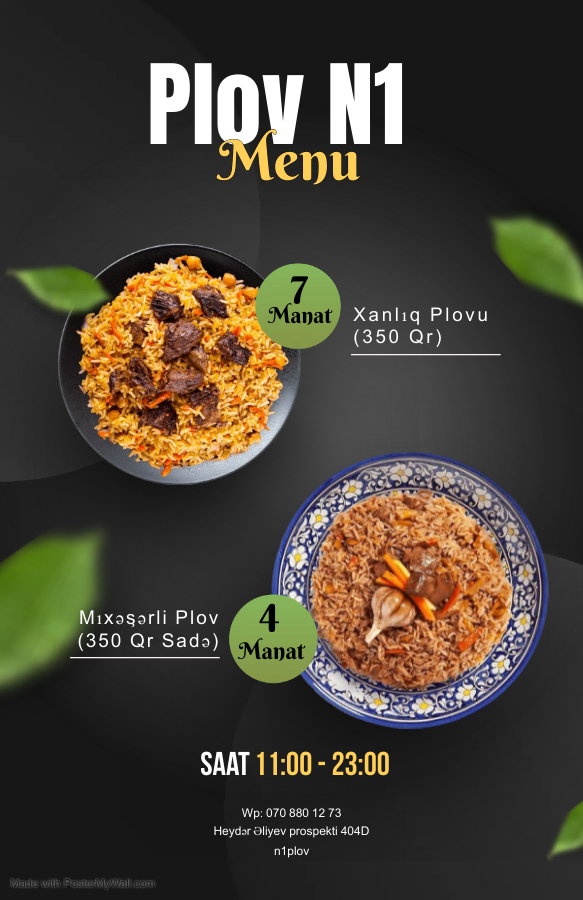 Plov N1
Menu
7
Manat
Xanlıq Plovu
(350 Qr)
Mıxəşərli Plov
(350 Qr Sadə)
4
Manat
SAAT 11:00 - 23:00
Wp: 070 880 12 73
Heydər Əliyev prospekti 404D
n1plov
Made with PosterMyWall.com